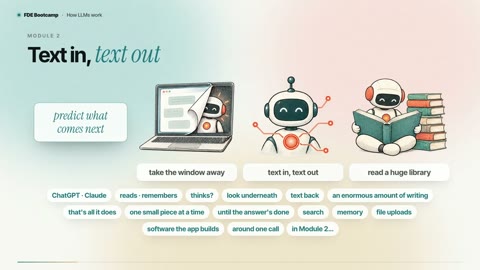 FDE Bootcamp · How LLMs work
MODULE 2
Text in, text out
predict what
comes next
take the window away
text in, text out
read a huge library
ChatGPT · Claude
reads · remembers
thinks?
look underneath
text back
an enormous amount of writing
that's all it does
one small piece at a time
until the answer's done
search
memory
file uploads
software the app builds
around one call
in Module 2...